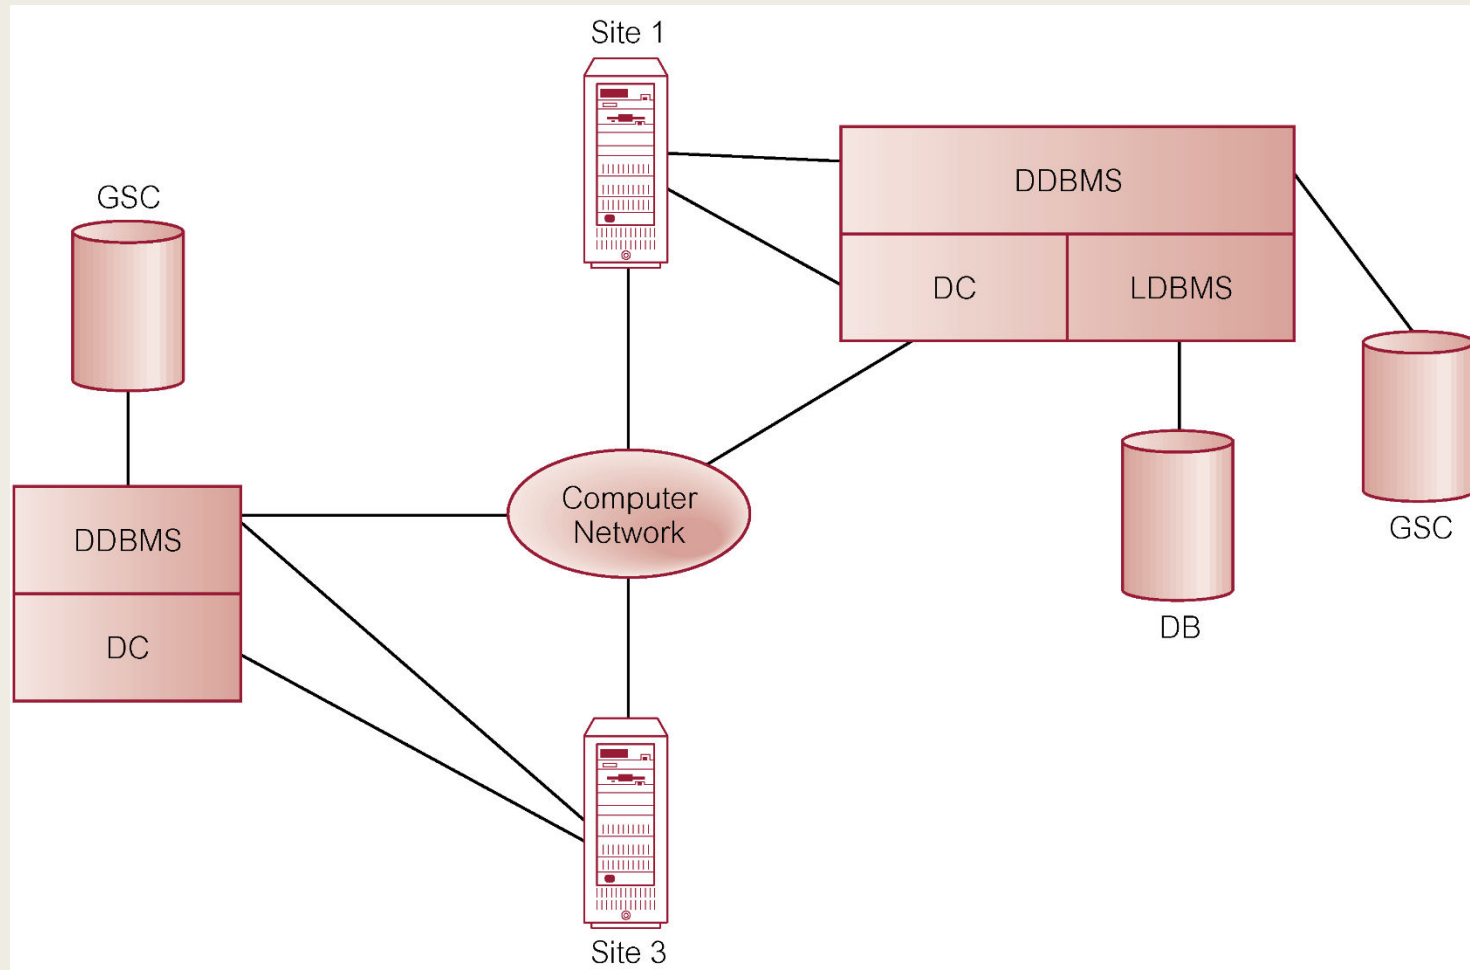 Site 1
DDBMS
GSC
DC
LDBMS
Computer
Network
GSC
DDBMS
DB
DC
Site 3